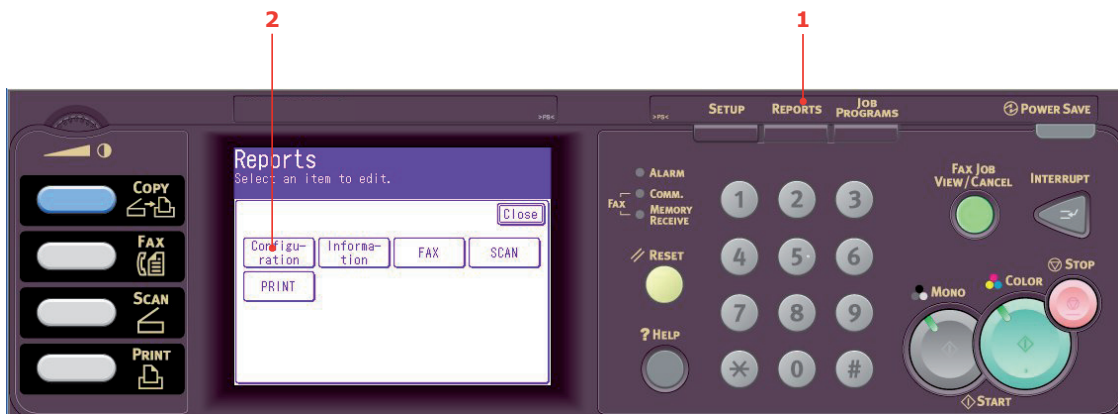 2
1
>PS<
>PS<
SETUP
REPORTS
JOB
PROGRAMS
POWER SAVE
Reports
Select an item to edit.
Close
Configu-
ration
Informa-
tion
FAX
SCAN
PRINT
COPY
FAX
SCAN
PRINT
ALARM
FAX
COMM.
MEMORY
RECEIVE
RESET
? HELP
1
2
3
4
5
6
7
8
9
*
0
#
FAX JOB
VIEW/CANCEL
INTERRUPT
STOP
MONO
COLOR
START